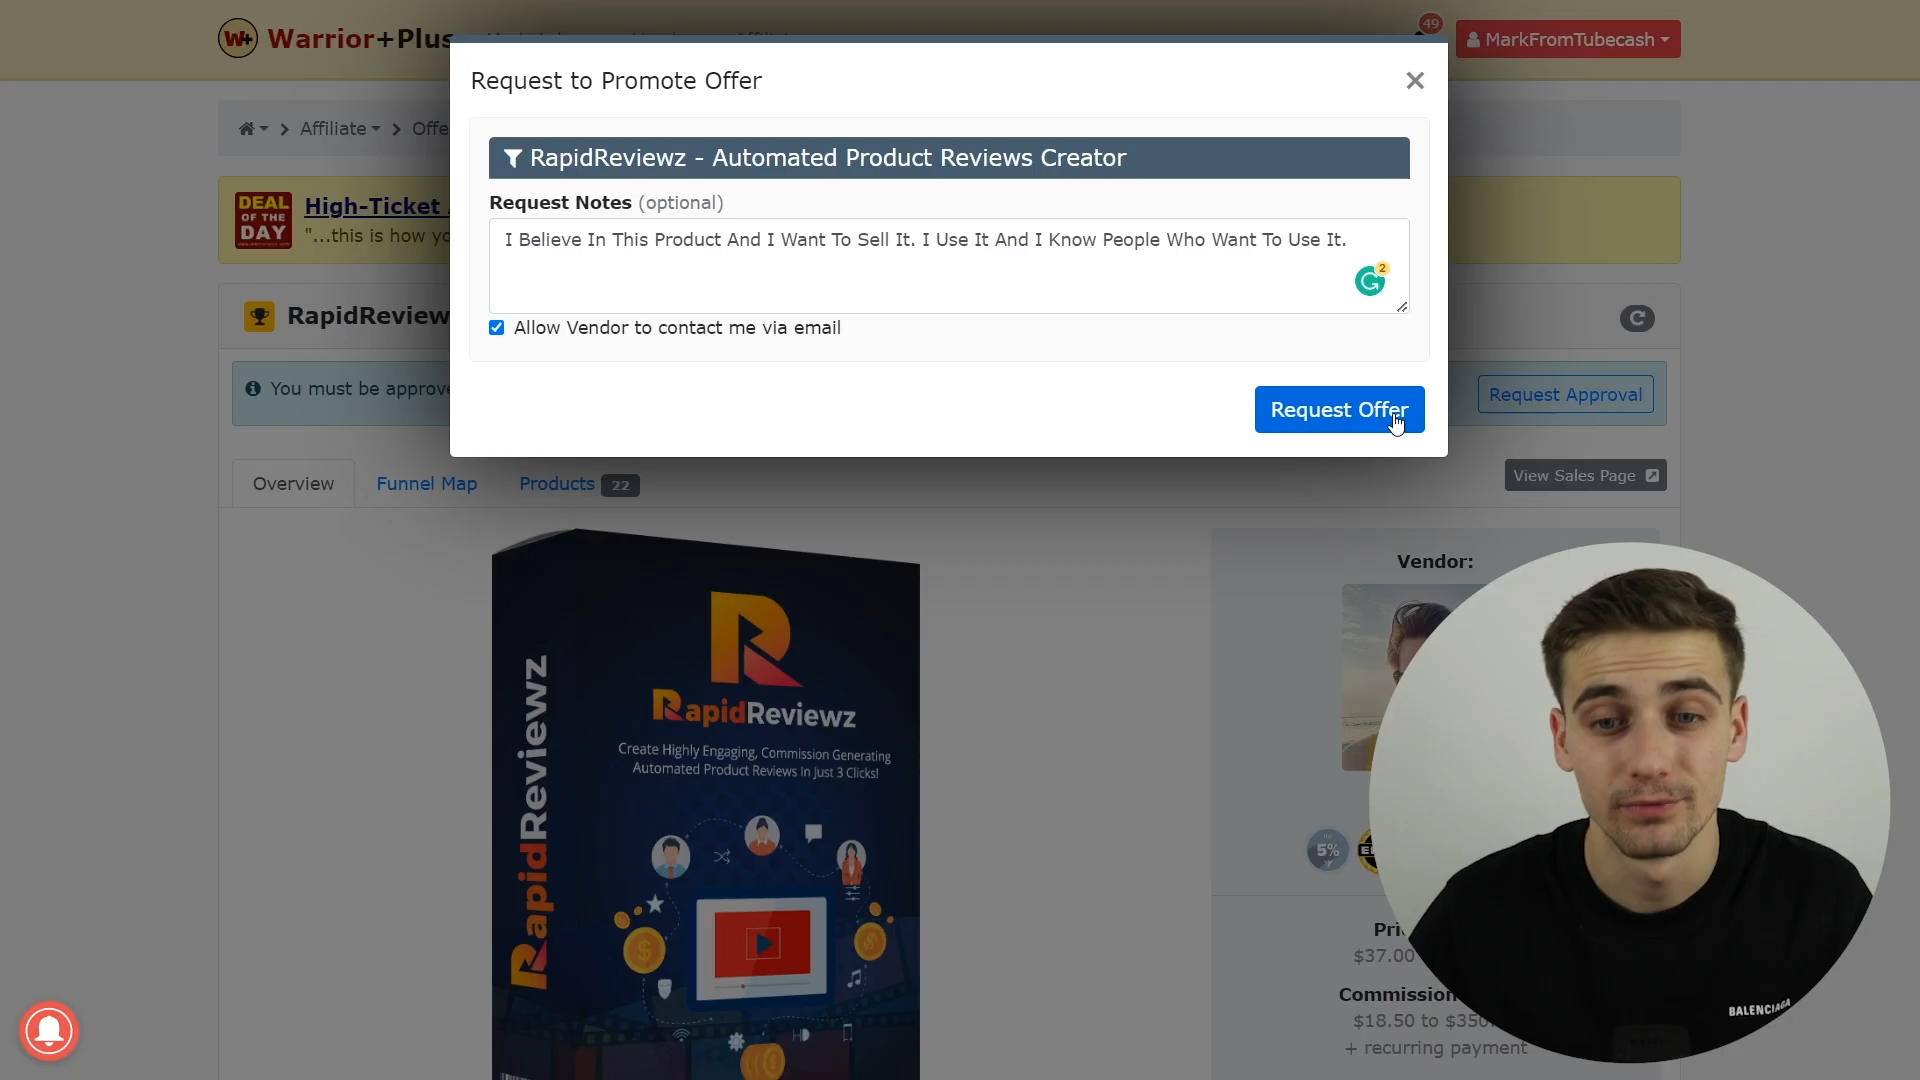 W+ Warrior+Plus
49
MarkFromTubecash
Request to Promote Offer
Affiliate
Offe
RapidReviewz - Automated Product Reviews Creator
DEAL
OF THE
DAY
High-Ticket
"...this is how yo
Request Notes (optional)
I Believe In This Product And I Want To Sell It. I Use It And I Know People Who Want To Use It.
2
Allow Vendor to contact me via email
RapidReview
You must be approve
Request Approval
Request Offer
Overview
Funnel Map
Products 22
View Sales Page
Vendor:
RapidReviewz
RapidReviewz
Create Highly Engaging, Commission Generating
Automated Product Reviews In Just 3 Clicks!
HD
5%
Pri
$37.00
Commission
$18.50 to $350.
+ recurring payment
BALENCIAGA